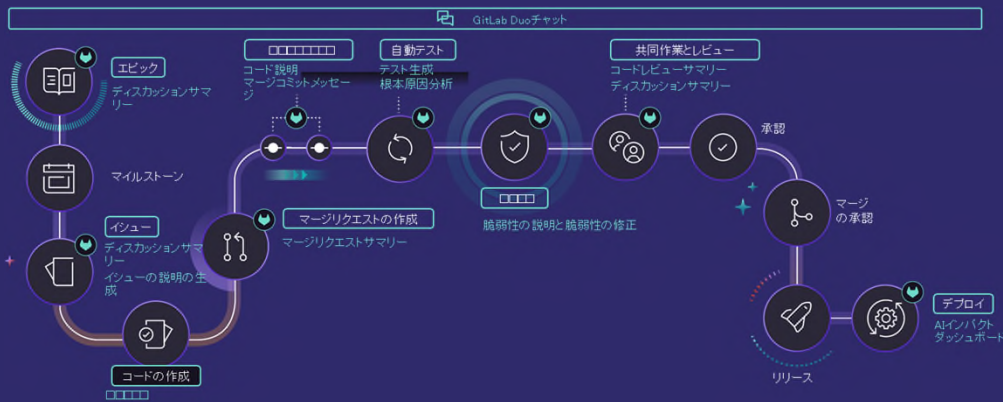 GitLab Duoチャット
エピック
ディスカッションサマ
リー
マイルストーン
イシュー
ディスカッションサマ
リー
イシューの説明の生
成
コードの作成
マージリクエストの作成
マージリクエストサマリー
コード説明
マージコミットメッセー
ジ
自動テスト
テスト生成
根本原因分析
脆弱性の説明と脆弱性の修正
共同作業とレビュー
コードレビューサマリー
ディスカッションサマリー
承認
マージ
の承認
リリース
デプロイ
AIインパクト
ダッシュボード